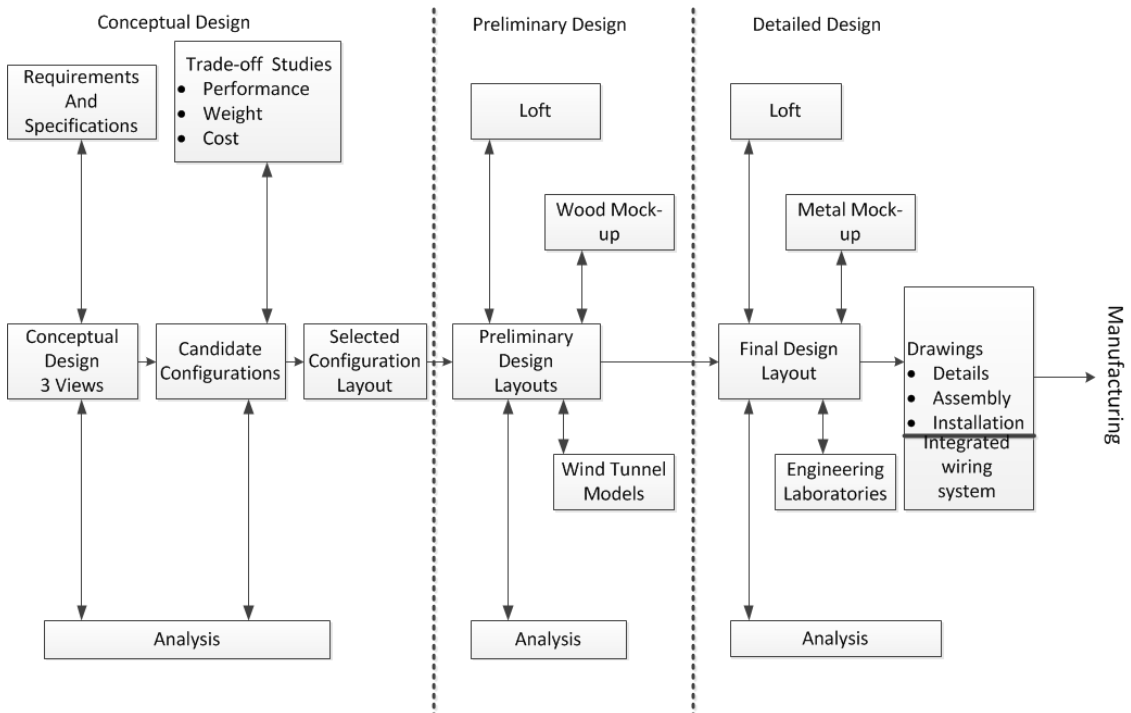 Conceptual Design
Preliminary Design
Detailed Design
Requirements
And
Specifications
Trade-off Studies
● Performance
● Weight
● Cost
Loft
Loft
Wood Mock-
up
Metal Mock-
up
Conceptual
Design
3 Views
Candidate
Configurations
Selected
Configuration
Layout
Preliminary
Design
Layouts
Final Design
Layout
Drawings
● Details
● Assembly
● Installation
Integrated
wiring
system
Manufacturing
Wind Tunnel
Models
Engineering
Laboratories
Analysis
Analysis
Analysis